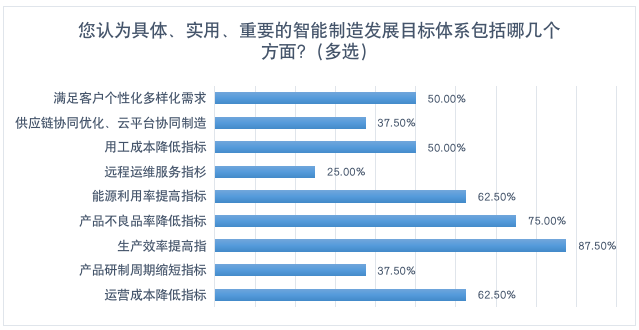 您认为具体、实用、重要的智能制造发展目标体系包括哪几个
方面?（多选）
满足客户个性化多样化需求 50.00%
供应链协同优化、云平台协同制造 37.50%
用工成本降低指标 50.00%
远程运维服务指杉 25.00%
能源利用率提高指标 62.50%
产品不良品率降低指标 75.00%
生产效率提高指 87.50%
产品研制周期缩短指标 37.50%
运营成本降低指标 62.50%